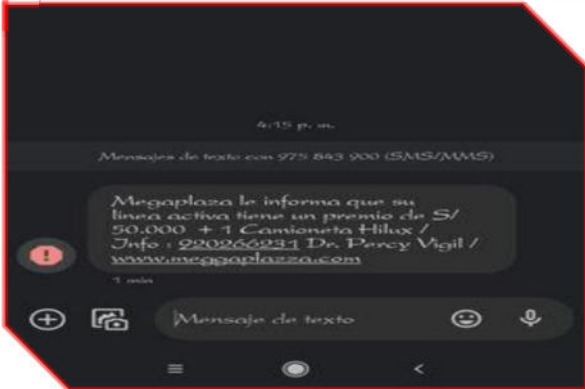 4:15 p. m.
Mensajes de texto con 975 843 900 (SMS/MMS)
Megaplaza le informa que su
linea activa tiene un premio de S/
50.000 + 1 Camioneta Hilux /
Info : 920266231 Dr. Percy Vigil /
www.meggaplazza.com
1 min
Mensaje de texto